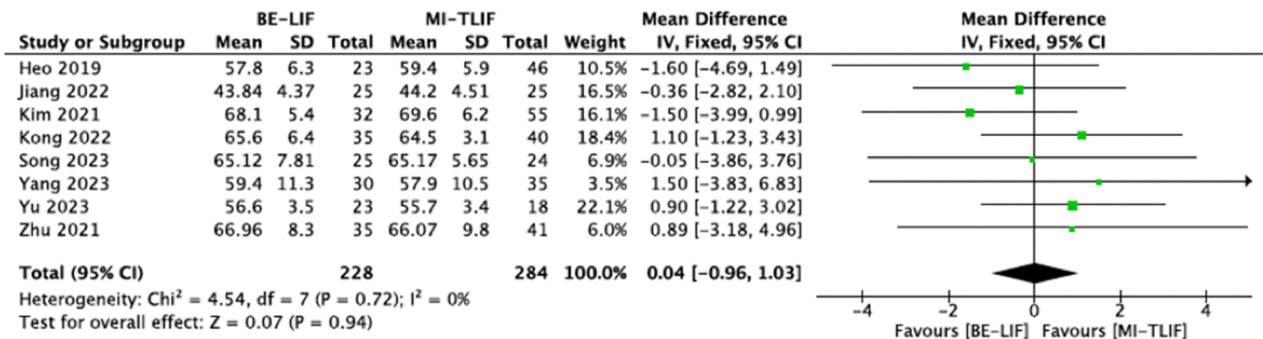 BE-LIF MI-TLIF Mean Difference Mean Difference
Study or Subgroup Mean SD Total Mean SD Total Weight IV, Fixed, 95% CI IV, Fixed, 95% CI
Heo 2019 57.8 6.3 23 59.4 5.9 46 10.5% -1.60 [-4.69, 1.49]
Jiang 2022 43.84 4.37 25 44.2 4.51 25 16.5% -0.36 [-2.82, 2.10]
Kim 2021 68.1 5.4 32 69.6 6.2 55 16.1% -1.50 [-3.99, 0.99]
Kong 2022 65.6 6.4 35 64.5 3.1 40 18.4% 1.10 [-1.23, 3.43]
Song 2023 65.12 7.81 25 65.17 5.65 24 6.9% -0.05 [-3.86, 3.76]
Yang 2023 59.4 11.3 30 57.9 10.5 35 3.5% 1.50 [-3.83, 6.83]
Yu 2023 56.6 3.5 23 55.7 3.4 18 22.1% 0.90 [-1.22, 3.02]
Zhu 2021 66.96 8.3 35 66.07 9.8 41 6.0% 0.89 [-3.18, 4.96]
Total (95% CI) 228 284 100.0% 0.04 [-0.96, 1.03]
Heterogeneity: Chi² = 4.54, df = 7 (P = 0.72); I² = 0%
Test for overall effect: Z = 0.07 (P = 0.94)
-4 -2 0 2 4
Favours [BE-LIF] Favours [MI-TLIF]